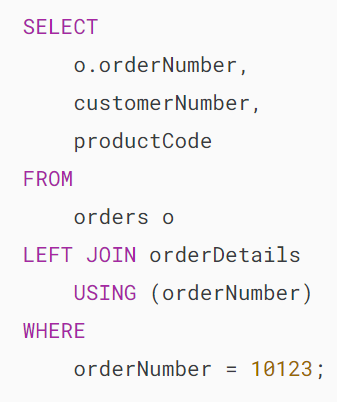 SELECT
    o.orderNumber,
    customerNumber,
    productCode
FROM
    orders o
LEFT JOIN orderDetails
    USING (orderNumber)
WHERE
    orderNumber = 10123;